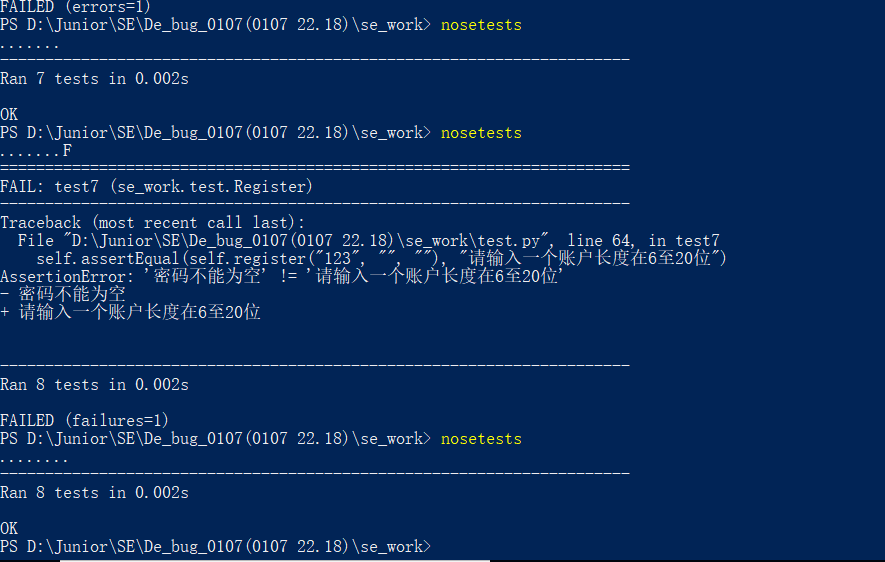 FAILED (errors=1)
PS D:\Junior\SE\De_bug_0107(0107 22.18)\se_work> nosetests
.......
----------------------------------------------------------------------
Ran 7 tests in 0.002s
OK
PS D:\Junior\SE\De_bug_0107(0107 22.18)\se_work> nosetests
.......F
======================================================================
FAIL: test7 (se_work.test.Register)
----------------------------------------------------------------------
Traceback (most recent call last):
  File "D:\Junior\SE\De_bug_0107(0107 22.18)\se_work\test.py", line 64, in test7
    self.assertEqual(self.register("123", "", ""), "请输入一个账户长度在6至20位")
AssertionError: '密码不能为空' != '请输入一个账户长度在6至20位'
- 密码不能为空
+ 请输入一个账户长度在6至20位
----------------------------------------------------------------------
Ran 8 tests in 0.002s
FAILED (failures=1)
PS D:\Junior\SE\De_bug_0107(0107 22.18)\se_work> nosetests
........
----------------------------------------------------------------------
Ran 8 tests in 0.002s
OK
PS D:\Junior\SE\De_bug_0107(0107 22.18)\se_work>